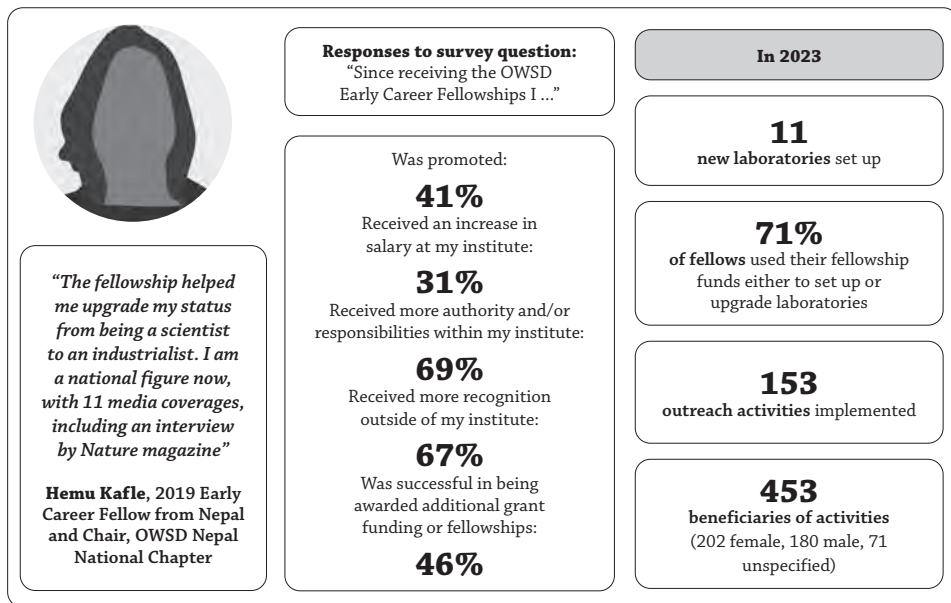 “The fellowship helped
me upgrade my status
from being a scientist
to an industrialist. I am
a national figure now,
with 11 media coverages,
including an interview
by Nature magazine”
Hemu Kafle, 2019 Early
Career Fellow from Nepal
and Chair, OWSD Nepal
National Chapter
Responses to survey question:
“Since receiving the OWSD
Early Career Fellowships I ...”
Was promoted:
41%
Received an increase in
salary at my institute:
31%
Received more authority and/or
responsibilities within my institute:
69%
Received more recognition
outside of my institute:
67%
Was successful in being
awarded additional grant
funding or fellowships:
46%
In 2023
11
new laboratories set up
71%
of fellows used their fellowship
funds either to set up or
upgrade laboratories
153
outreach activities implemented
453
beneficiaries of activities
(202 female, 180 male, 71
unspecified)